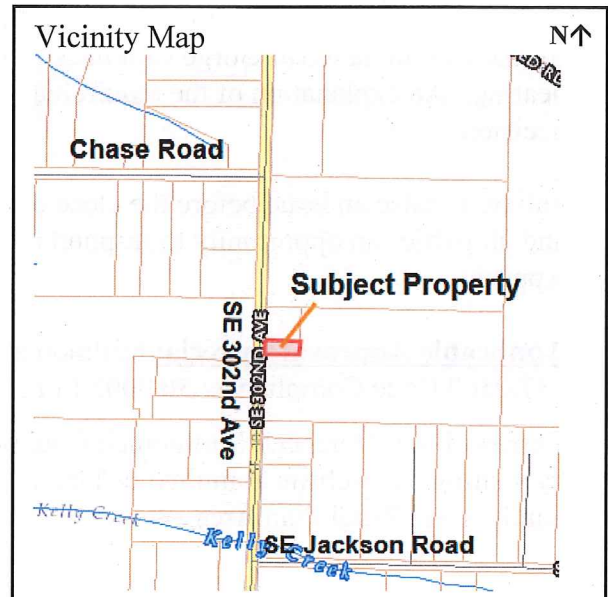 Vicinity Map
N↑
Chase Road
Subject Property
SE 302nd Ave
SE 302ND AVE
Kelly Creek
Kelly Creek
SE Jackson Road